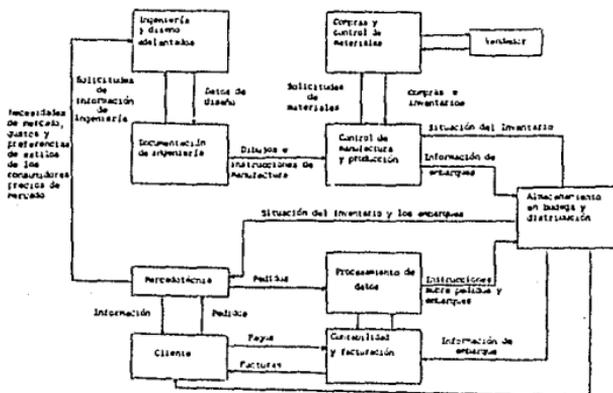 Ingeniería
y diseño
adelantados
Compras y
control de
materiales
Vendedor
Solicitudes
de
información
de
ingeniería
Datos de
diseño
Solicitudes
de
materiales
Compras e
inventarios
Necesidades
de mercado,
gustos y
preferencias
de estilos
de los
consumidores
precios de
mercado
Documentación
de ingeniería
Dibujos e
instrucciones de
manufactura
Control de
manufactura
y producción
Situación del Inventario
Información de
embarques
Almacenamiento
en bodega y
distribución
Situación del inventario y los embarques
Mercadotécnia
Pedidos
Procesamiento de
datos
Instrucciones
sobre pedidos y
embarques
Información
Pedidos
Cliente
Pagos
Facturas
Contabilidad
y facturación
Información de
embarque